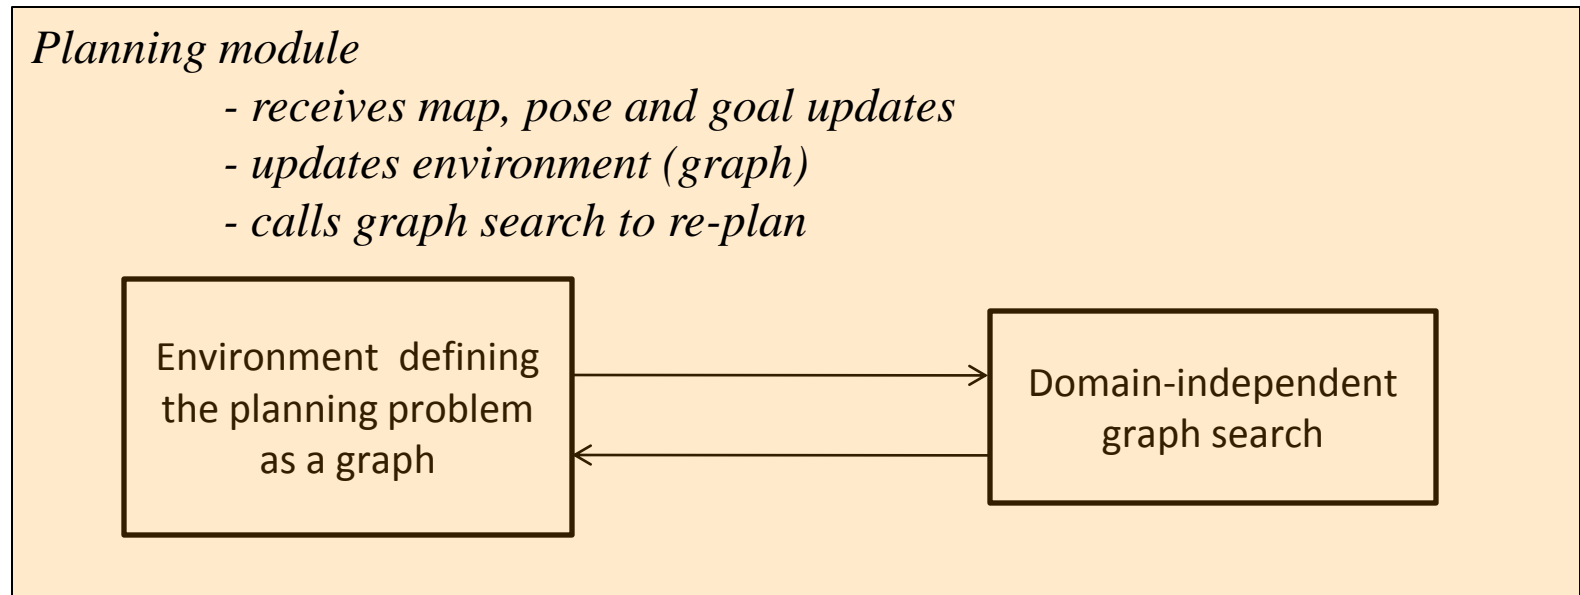 Planning module
- receives map, pose and goal updates
- updates environment (graph)
- calls graph search to re-plan
Environment defining
the planning problem
as a graph
Domain-independent
graph search